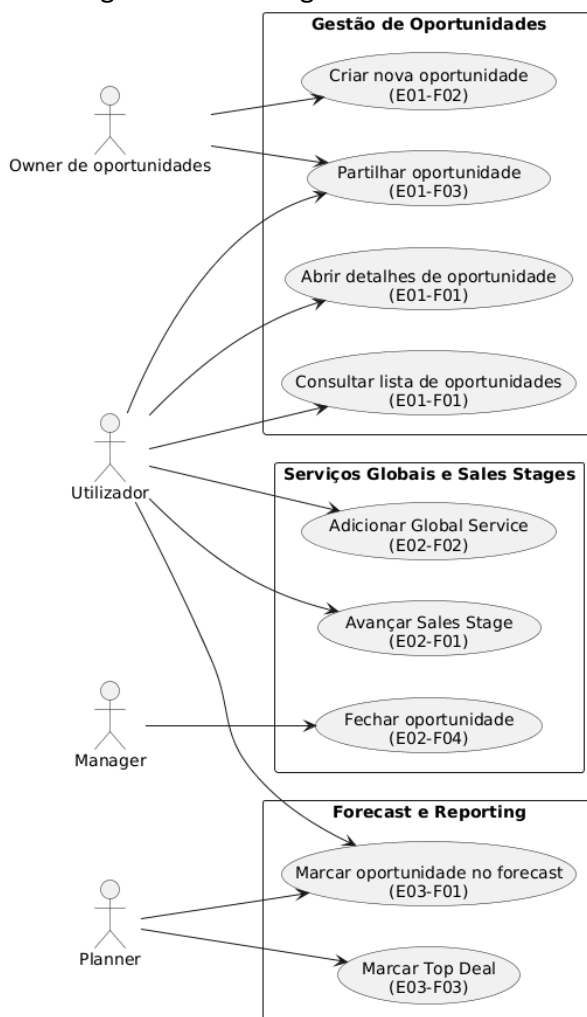 Gestão de Oportunidades
Criar nova oportunidade
(E01-F02)
Owner de oportunidades
Partilhar oportunidade
(E01-F03)
Abrir detalhes de oportunidade
(E01-F01)
Consultar lista de oportunidades
(E01-F01)
Utilizador
Serviços Globais e Sales Stages
Adicionar Global Service
(E02-F02)
Avançar Sales Stage
(E02-F01)
Fechar oportunidade
(E02-F04)
Manager
Forecast e Reporting
Marcar oportunidade no forecast
(E03-F01)
Planner
Marcar Top Deal
(E03-F03)